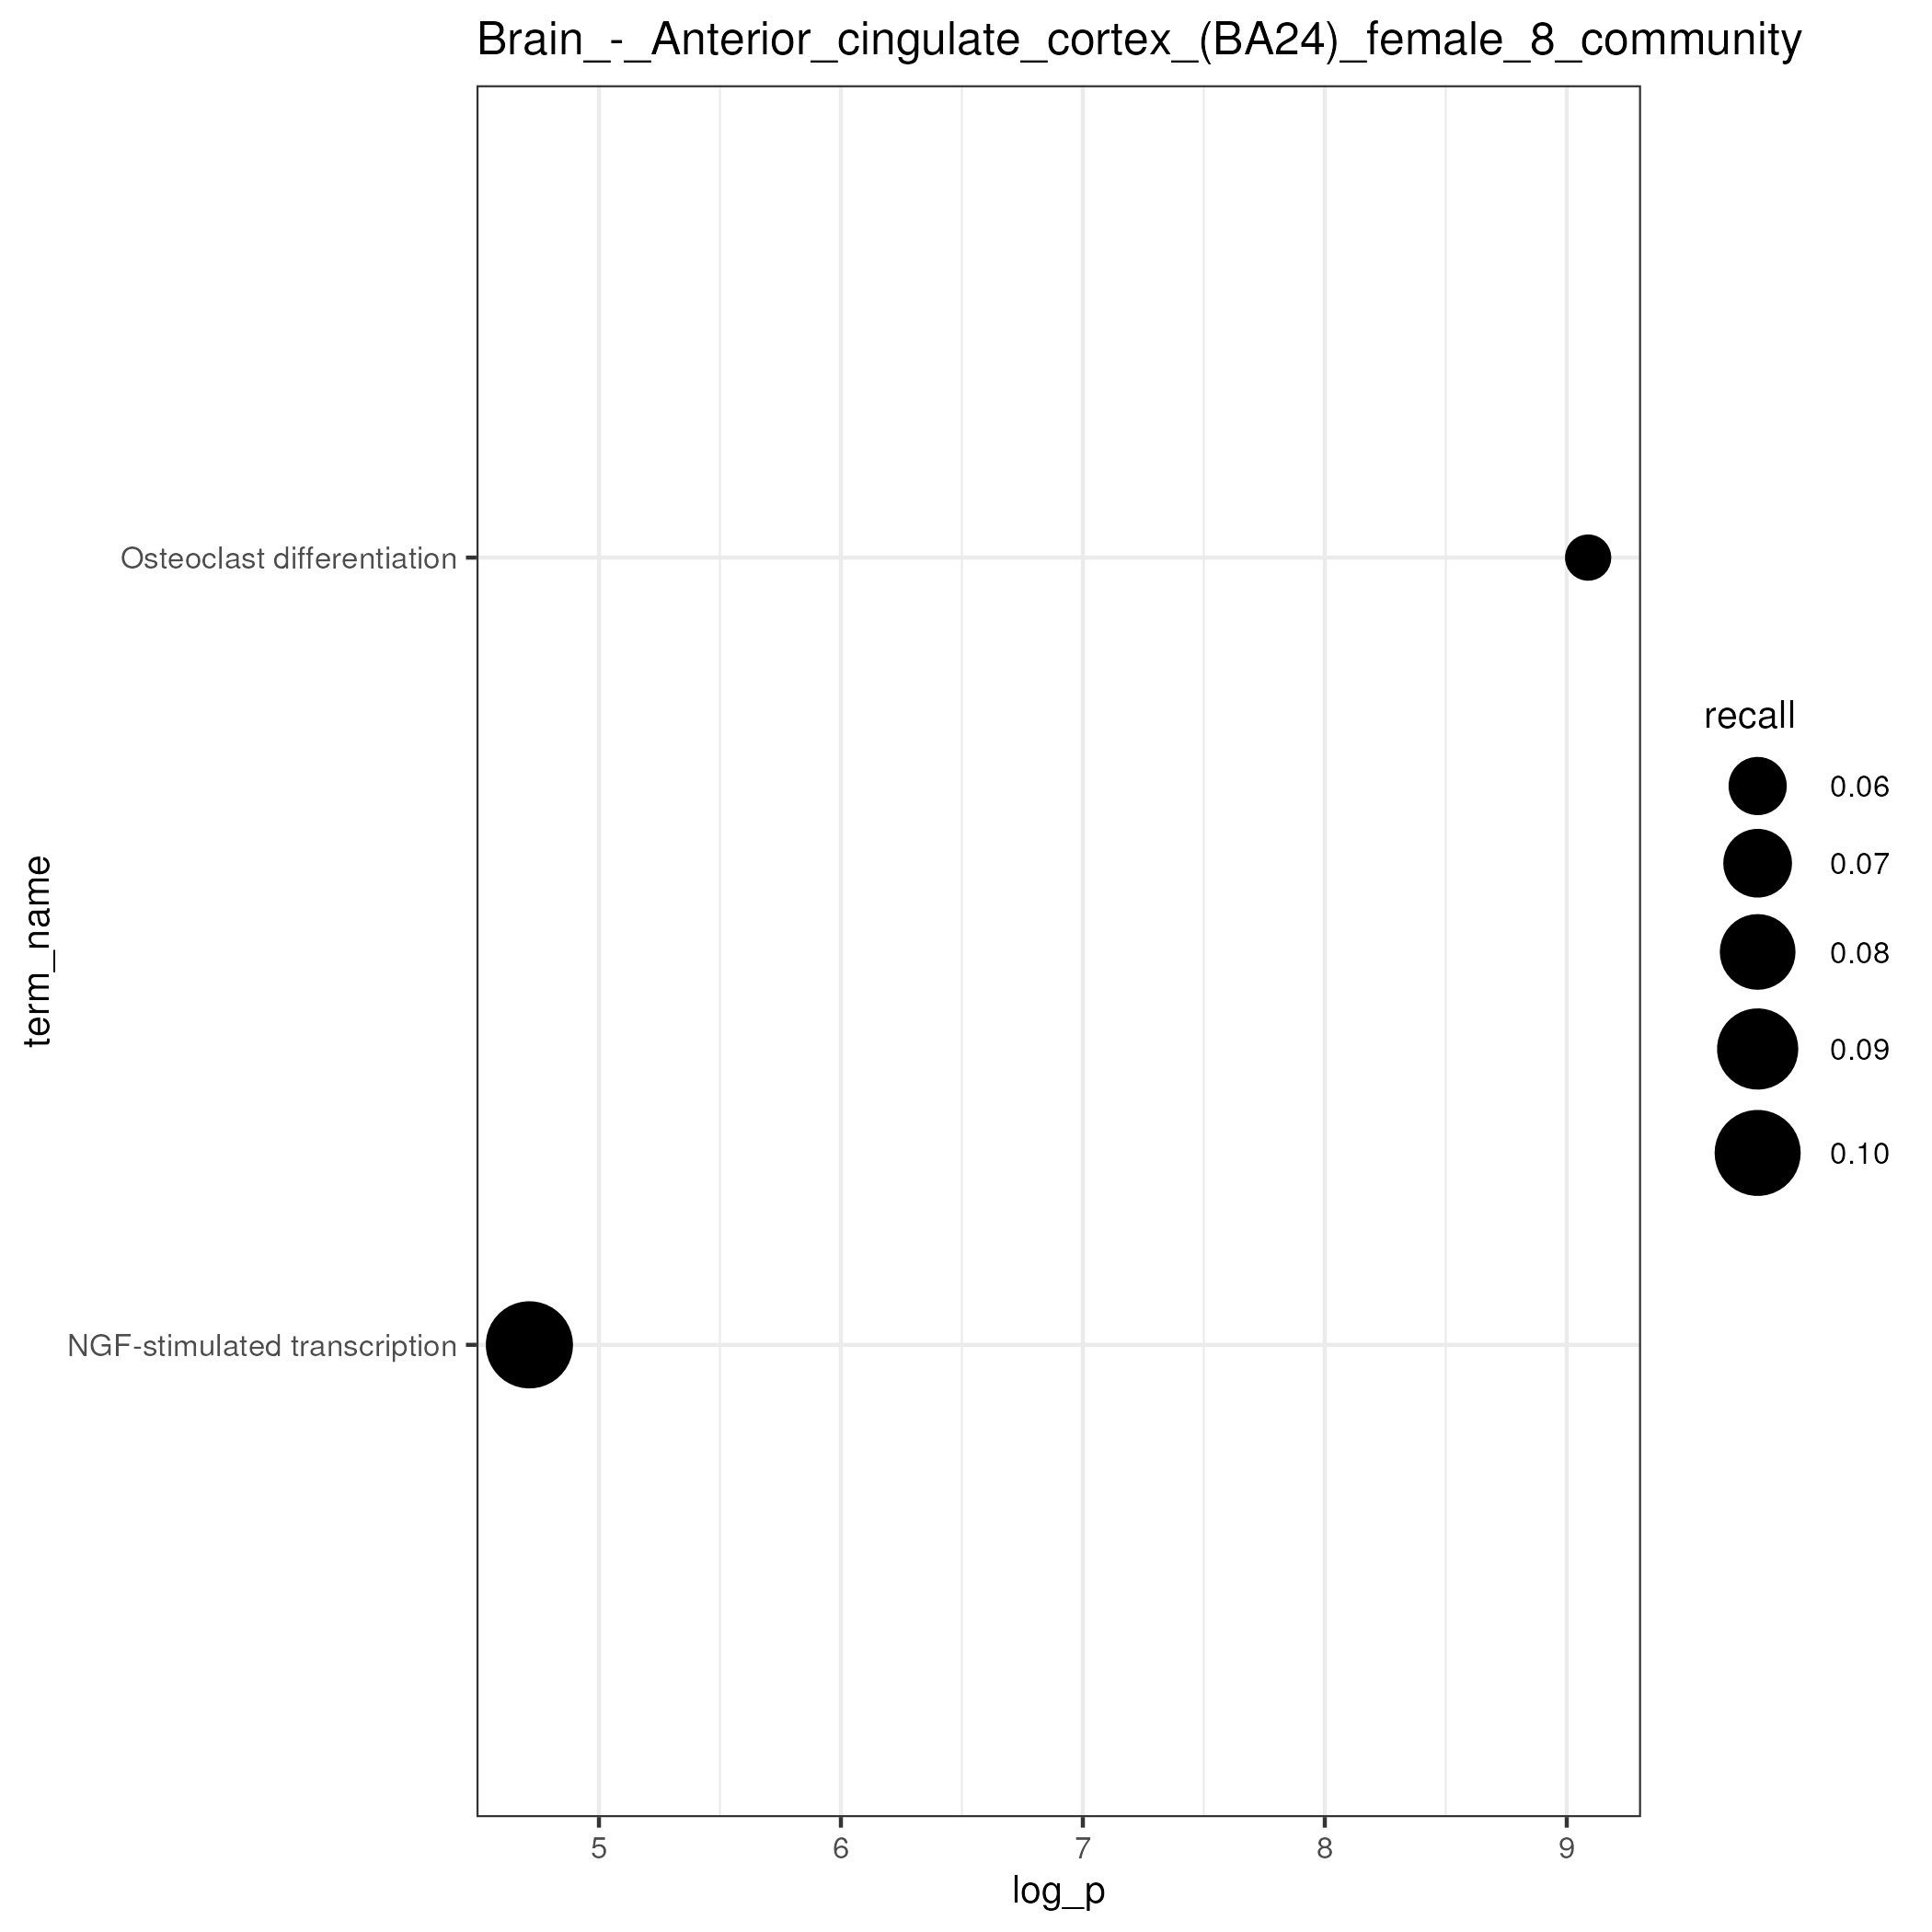 Brain_-_Anterior_cingulate_cortex_(BA24)_female_8_community
Osteoclast differentiation
NGF-stimulated transcription
term_name
5 6 7 8 9
log_p
recall
0.06
0.07
0.08
0.09
0.10